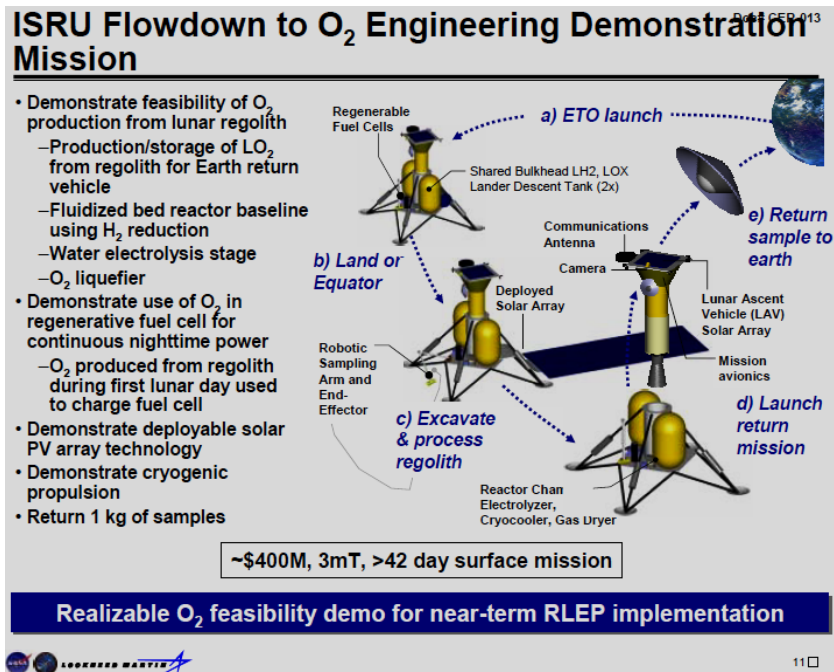 Doc# CER-013
ISRU Flowdown to O₂ Engineering Demonstration
Mission
• Demonstrate feasibility of O₂
production from lunar regolith
–Production/storage of LO₂
from regolith for Earth return
vehicle
–Fluidized bed reactor baseline
using H₂ reduction
–Water electrolysis stage
–O₂ liquefier
• Demonstrate use of O₂ in
regenerative fuel cell for
continuous nighttime power
–O₂ produced from regolith
during first lunar day used
to charge fuel cell
• Demonstrate deployable solar
PV array technology
• Demonstrate cryogenic
propulsion
• Return 1 kg of samples
Regenerable
Fuel Cells
a) ETO launch
Shared Bulkhead LH2, LOX
Lander Descent Tank (2x)
b) Land or
Equator
Communications
Antenna
Camera
e) Return
sample to
earth
Deployed
Solar Array
Lunar Ascent
Vehicle (LAV)
Solar Array
Robotic
Sampling
Arm and
End-
Effector
Mission
avionics
c) Excavate
& process
regolith
d) Launch
return
mission
Reactor Cham
Electrolyzer,
Cryocooler, Gas Dryer
~$400M, 3mT, >42 day surface mission
Realizable O₂ feasibility demo for near-term RLEP implementation
NASA
LOCKHEED MARTIN
11